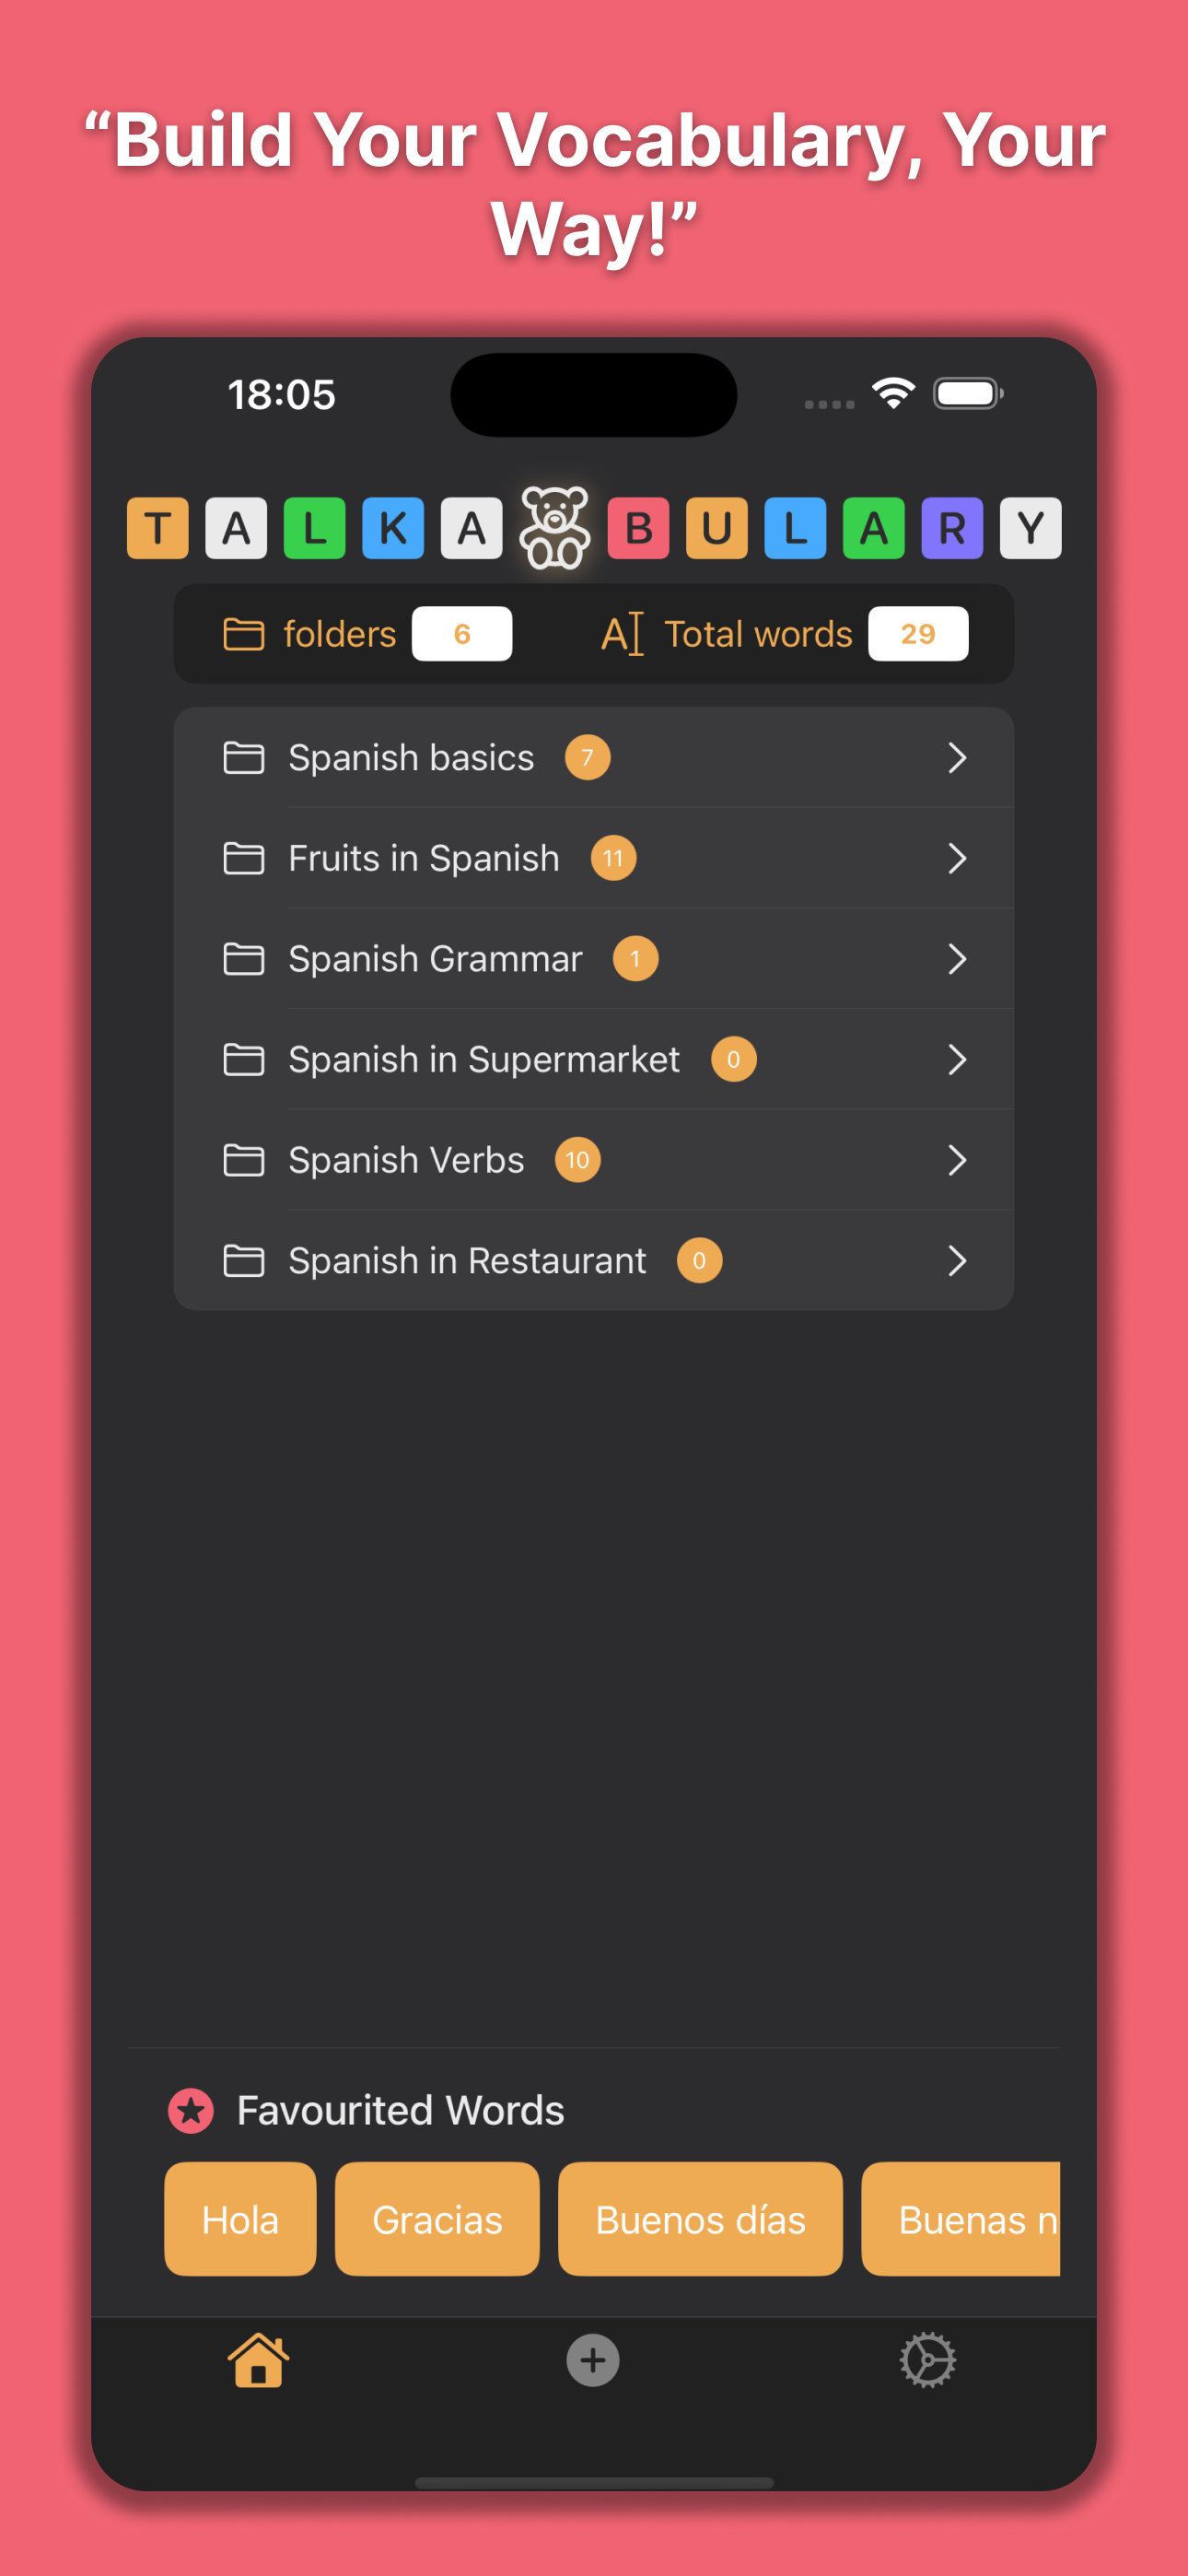 “Build Your Vocabulary, Your
Way!”
18:05
TALKA BULARY
folders 6 Total words 29
Spanish basics 7
Fruits in Spanish 11
Spanish Grammar 1
Spanish in Supermarket 0
Spanish Verbs 10
Spanish in Restaurant 0
Favourited Words
Hola Gracias Buenos días Buenas n